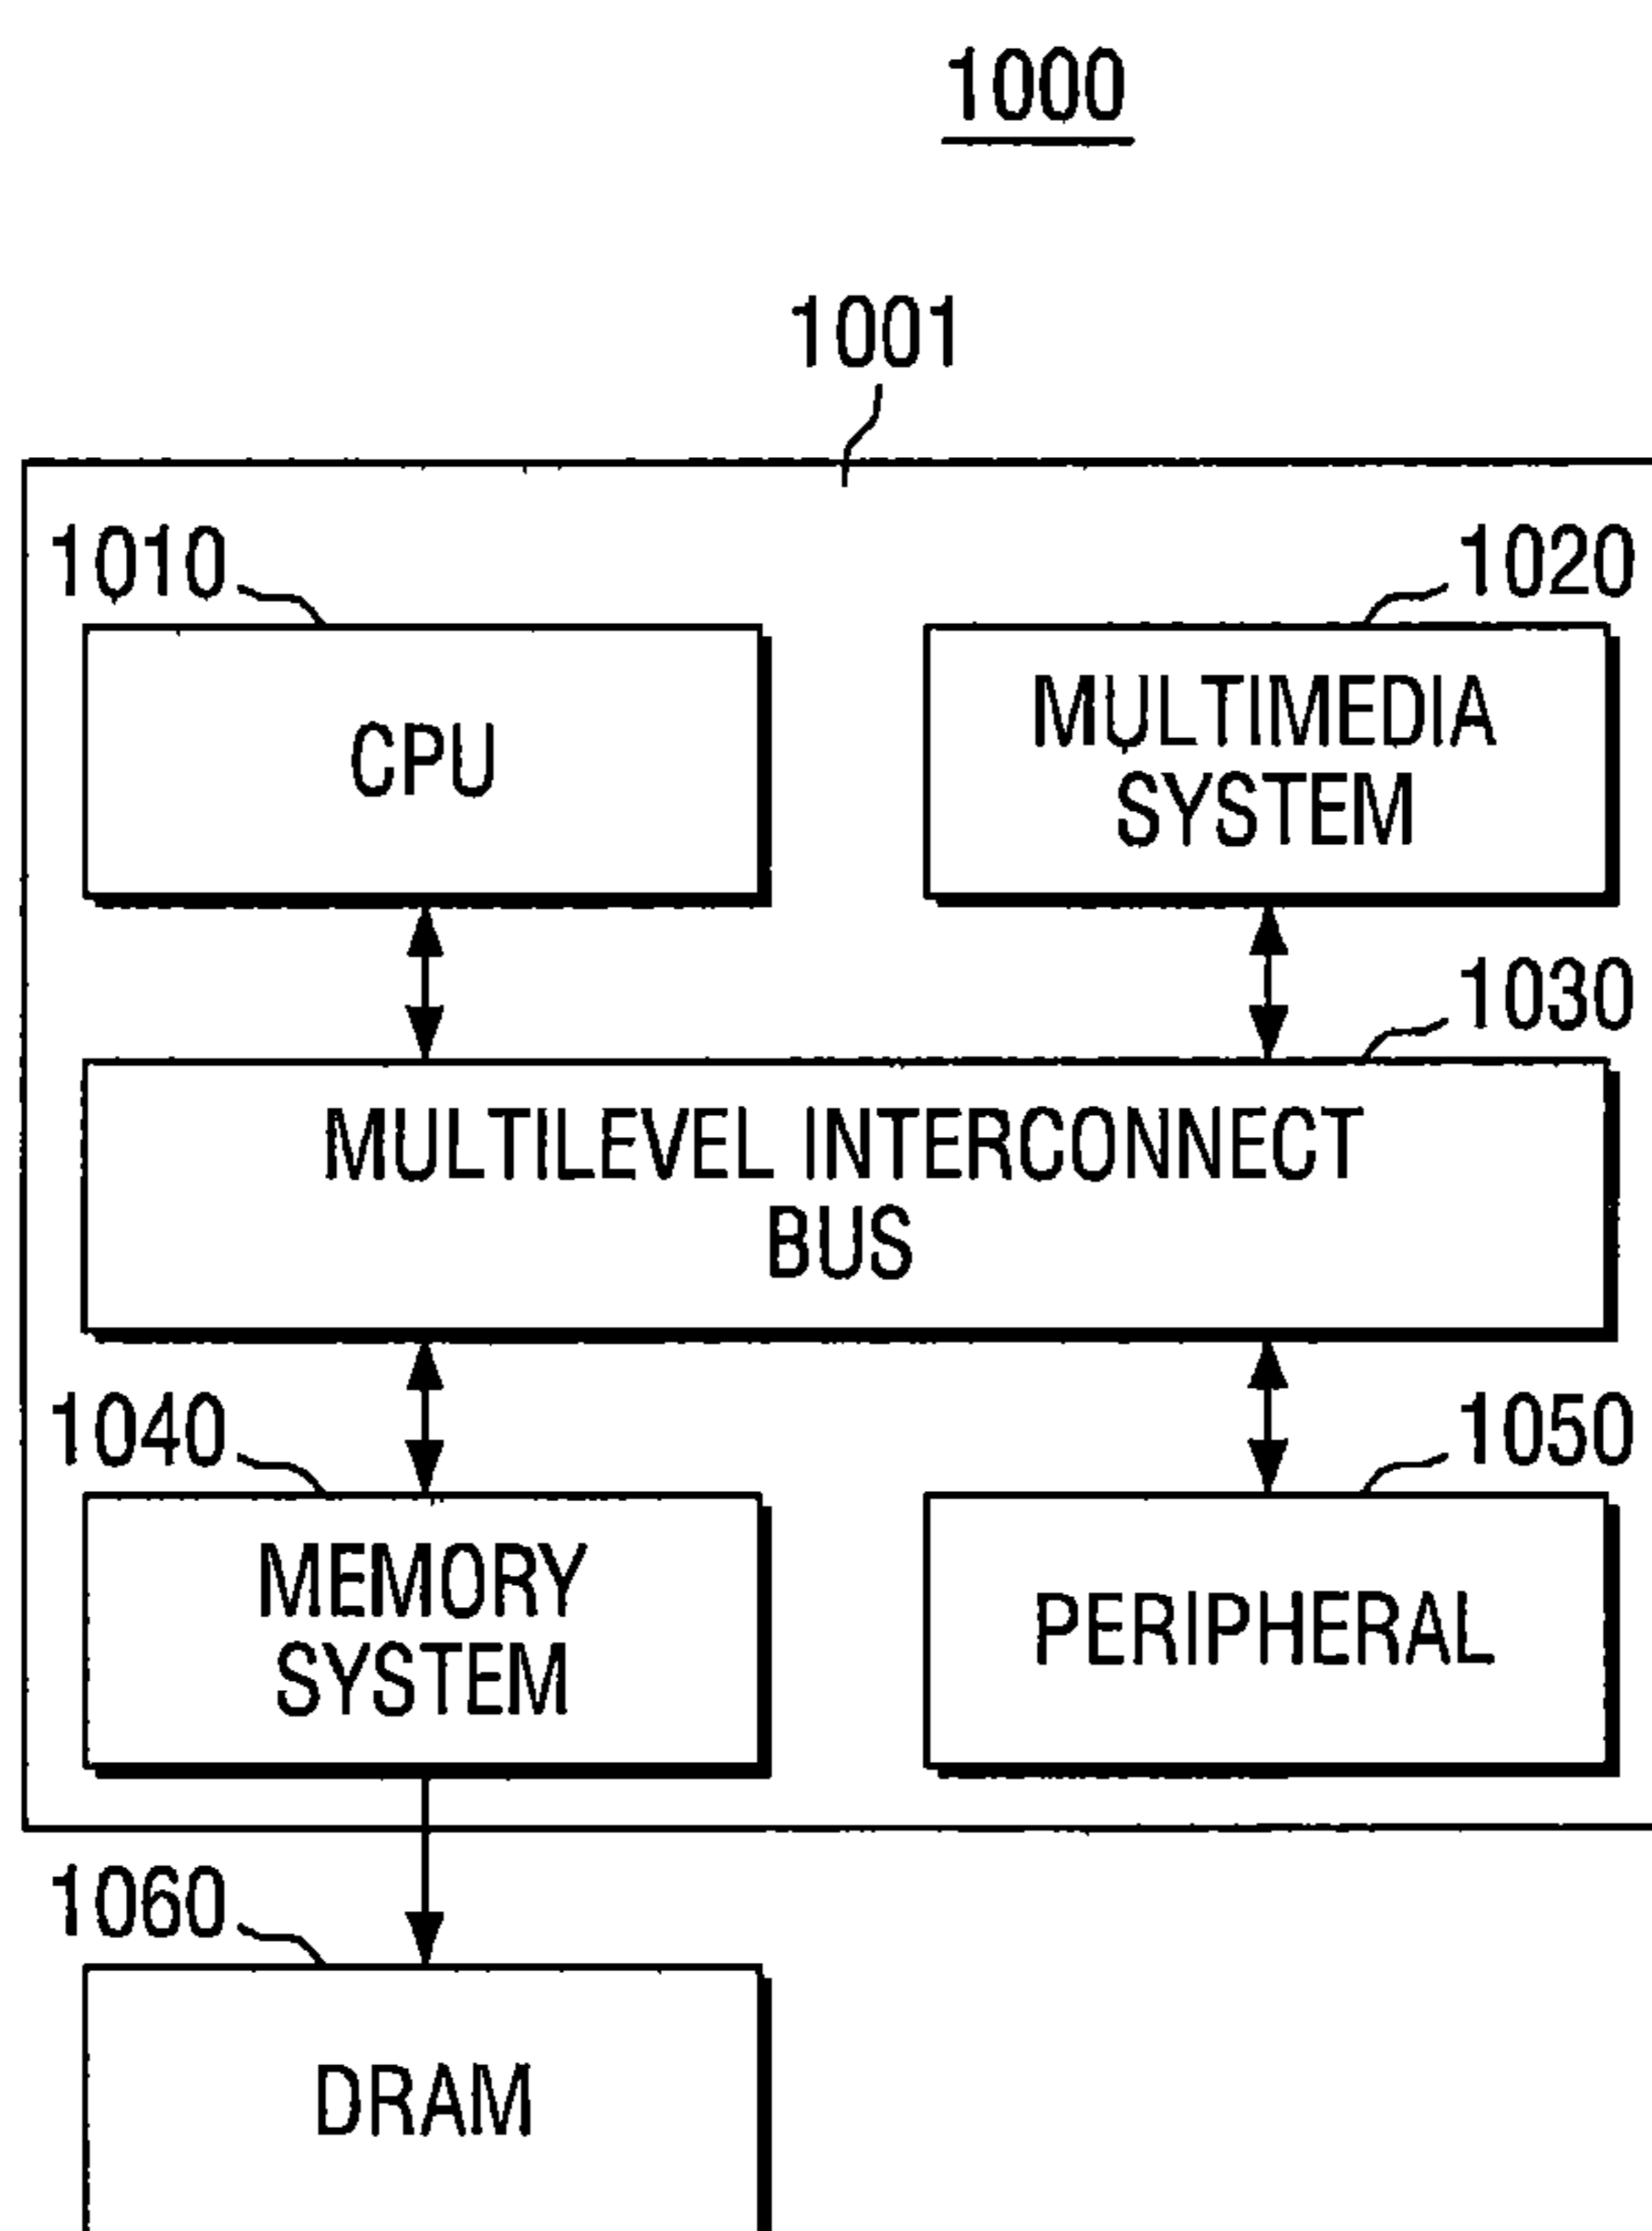 1000
1001
1010
1020
CPU
MULTIMEDIA
SYSTEM
1030
MULTILEVEL INTERCONNECT
BUS
1040
1050
MEMORY
SYSTEM
PERIPHERAL
1060
DRAM